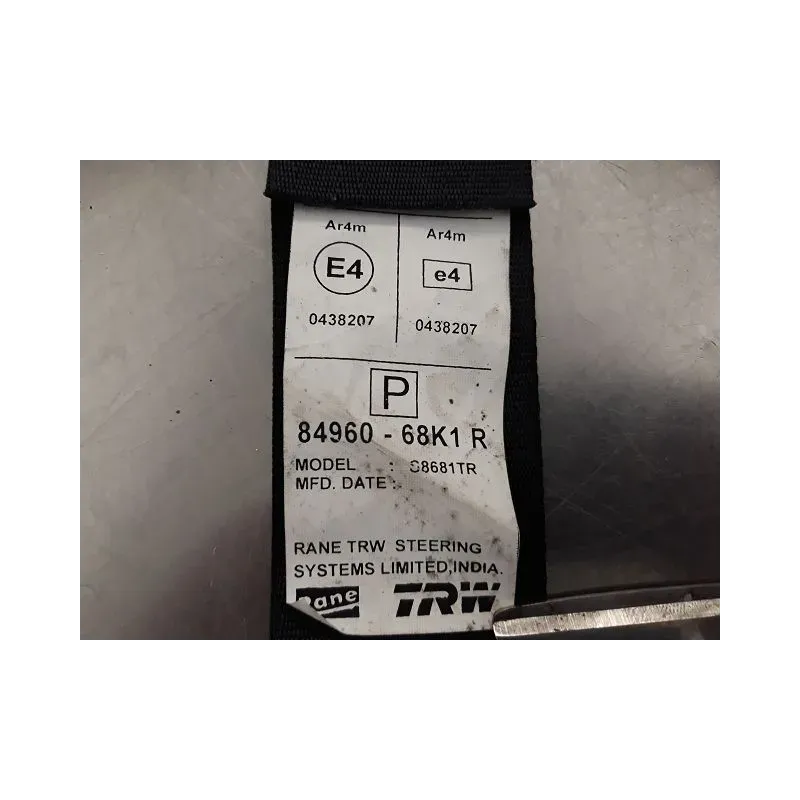 Ar4m
E4
0438207
Ar4m
e4
0438207
P
84960 - 68K1 R
MODEL : S8681TR
MFD. DATE :
RANE TRW STEERING
SYSTEMS LIMITED,INDIA.
Rane TRW